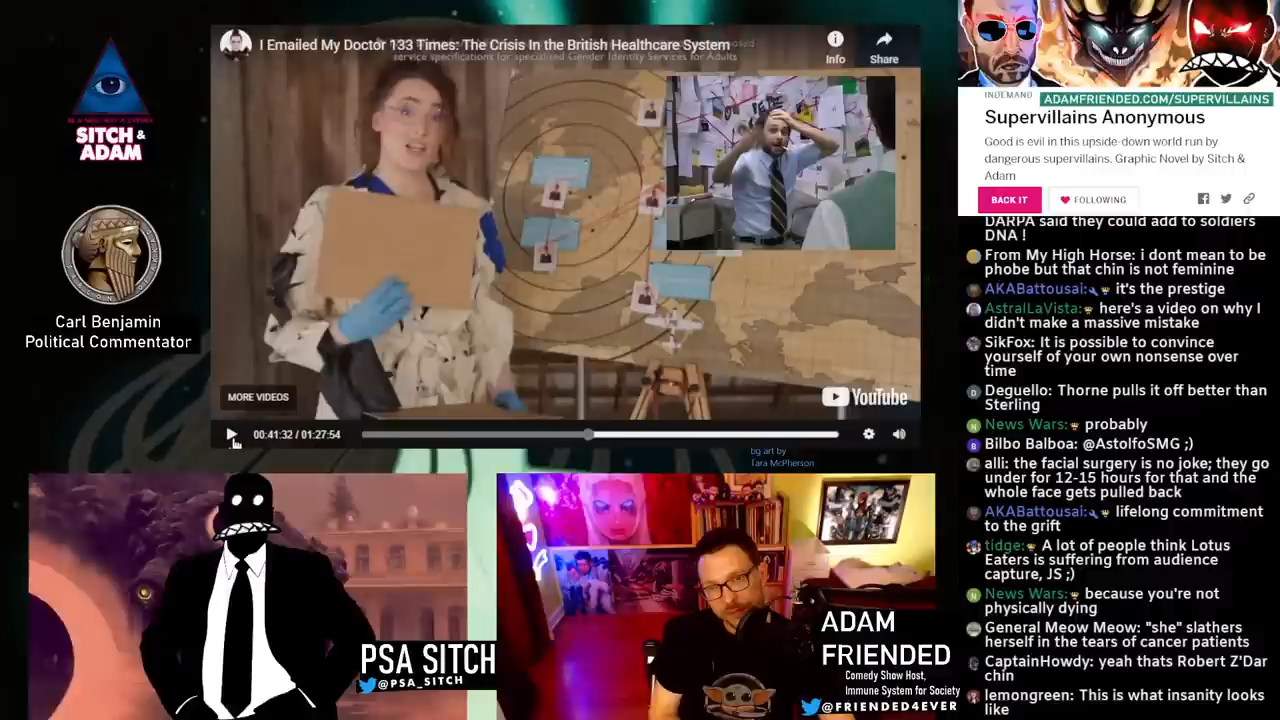 I Emailed My Doctor 133 Times: The Crisis In the British Healthcare System
service specifications for specialised Gender Identity Services for Adults
Info
Share
MORE VIDEOS
YouTube
00:41:32 / 01:27:54
bg art by
Tara McPherson
SITCH &
ADAM
Carl Benjamin
Political Commentator
PSA SITCH
@PSA_SITCH
ADAM
FRIENDED
Comedy Show Host,
Immune System for Society
@FRIENDED4EVER
INDEMAND
ADAMFRIENDED.COM/SUPERVILLAINS
Supervillains Anonymous
Good is evil in this upside-down world run by
dangerous supervillains. Graphic Novel by Sitch &
Adam
BACK IT
FOLLOWING
DARPA said they could add to soldiers
DNA !
From My High Horse: i dont mean to be
phobe but that chin is not feminine
AKABattousai: it's the prestige
AstralLaVista: here's a video on why I
didn't make a massive mistake
SikFox: It is possible to convince
yourself of your own nonsense over
time
Deguello: Thorne pulls it off better than
Sterling
News Wars: probably
Bilbo Balboa: @AstolfoSMG ;)
alli: the facial surgery is no joke; they go
under for 12-15 hours for that and the
whole face gets pulled back
AKABattousai: lifelong commitment
to the grift
tidge: A lot of people think Lotus
Eaters is suffering from audience
capture, JS ;)
News Wars: because you're not
physically dying
General Meow Meow: "she" slathers
herself in the tears of cancer patients
CaptainHowdy: yeah thats Robert Z'Dar
chin
lemongreen: This is what insanity looks
like